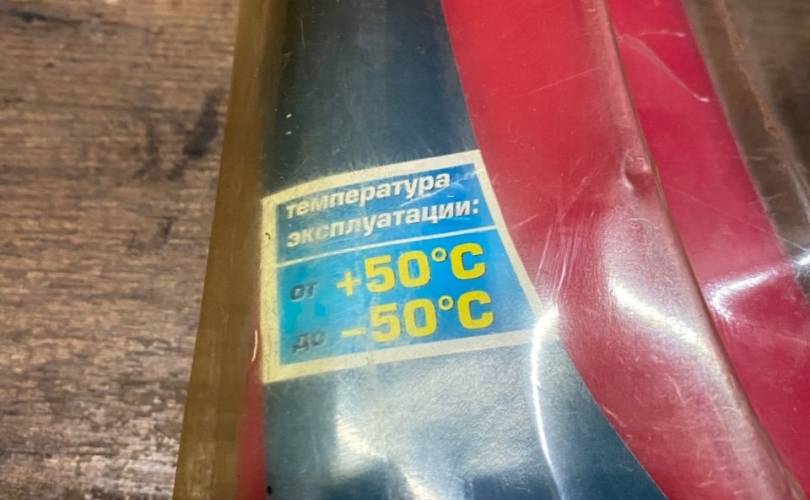 температура
эксплуатации:
от +50°С
до -50°С